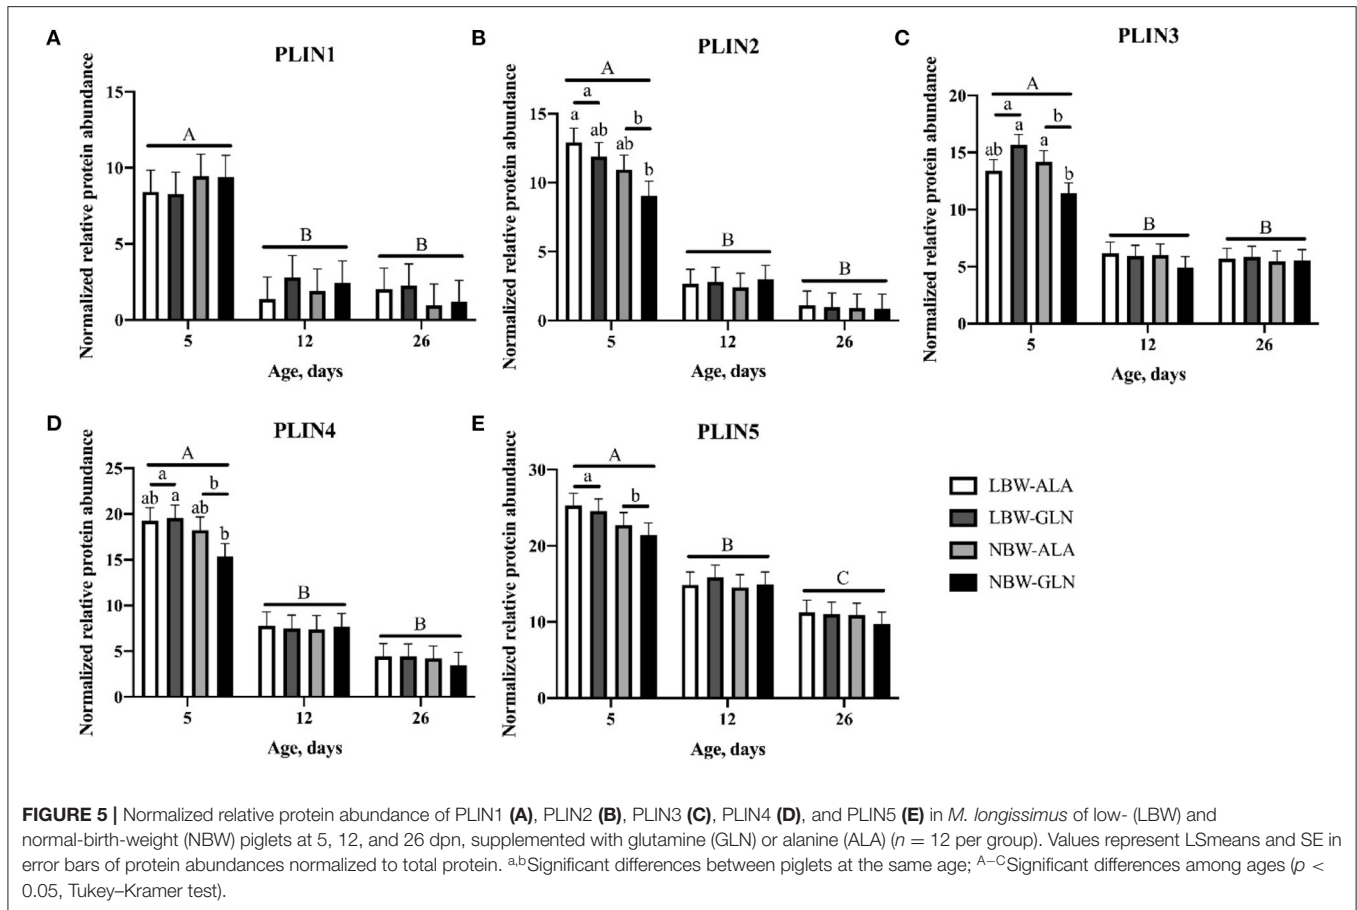 A
PLIN1
Normalized relative protein abundance
15
10
5
0
A
B
B
5
12
26
Age, days
B
PLIN2
Normalized relative protein abundance
15
10
5
0
A
a
b
a
ab
ab
b
B
B
5
12
26
Age, days
C
PLIN3
Normalized relative protein abundance
20
15
10
5
0
A
a
b
ab
a
a
b
B
B
5
12
26
Age, days
D
PLIN4
Normalized relative protein abundance
25
20
15
10
5
0
A
a
b
ab
a
ab
b
B
B
5
12
26
Age, days
E
PLIN5
Normalized relative protein abundance
30
20
10
0
A
a
b
B
C
5
12
26
Age, days
LBW-ALA
LBW-GLN
NBW-ALA
NBW-GLN
FIGURE 5 | Normalized relative protein abundance of PLIN1 (A), PLIN2 (B), PLIN3 (C), PLIN4 (D), and PLIN5 (E) in M. longissimus of low- (LBW) and
normal-birth-weight (NBW) piglets at 5, 12, and 26 dpn, supplemented with glutamine (GLN) or alanine (ALA) (n = 12 per group). Values represent LSmeans and SE in
error bars of protein abundances normalized to total protein. a,bSignificant differences between piglets at the same age; A–CSignificant differences among ages (p <
0.05, Tukey–Kramer test).